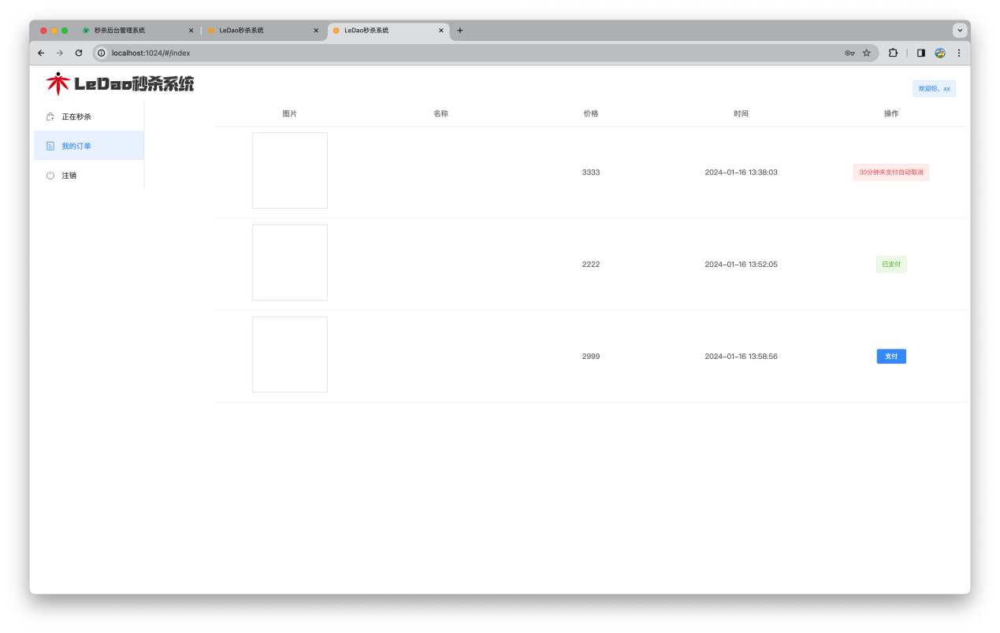 秒杀后台管理系统
LeDao秒杀系统
LeDao秒杀系统
localhost:1024/#/index
LeDao秒杀系统
欢迎你，xx
正在秒杀
我的订单
注销
图片 名称 价格 时间 操作
3333 2024-01-16 13:38:03 30分钟未支付自动取消
2222 2024-01-16 13:52:05 已支付
2999 2024-01-16 13:58:56 支付